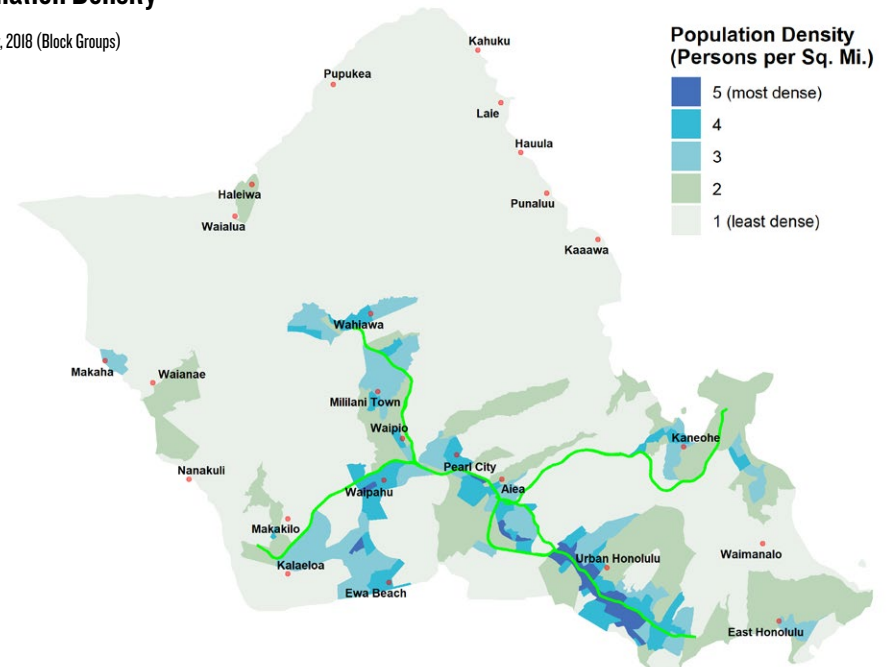 Density
, 2018 (Block Groups)
Population Density
(Persons per Sq. Mi.)
5 (most dense)
4
3
2
1 (least dense)
Kahuku
Pupukea
Laie
Hauula
Haleiwa
Punaluu
Waialua
Kaaawa
Wahiawa
Makaha
Waianae
Mililani Town
Waipio
Kaneohe
Pearl City
Nanakuli
Waipahu
Aiea
Makakilo
Urban Honolulu
Waimanalo
Kalaeloa
Ewa Beach
East Honolulu